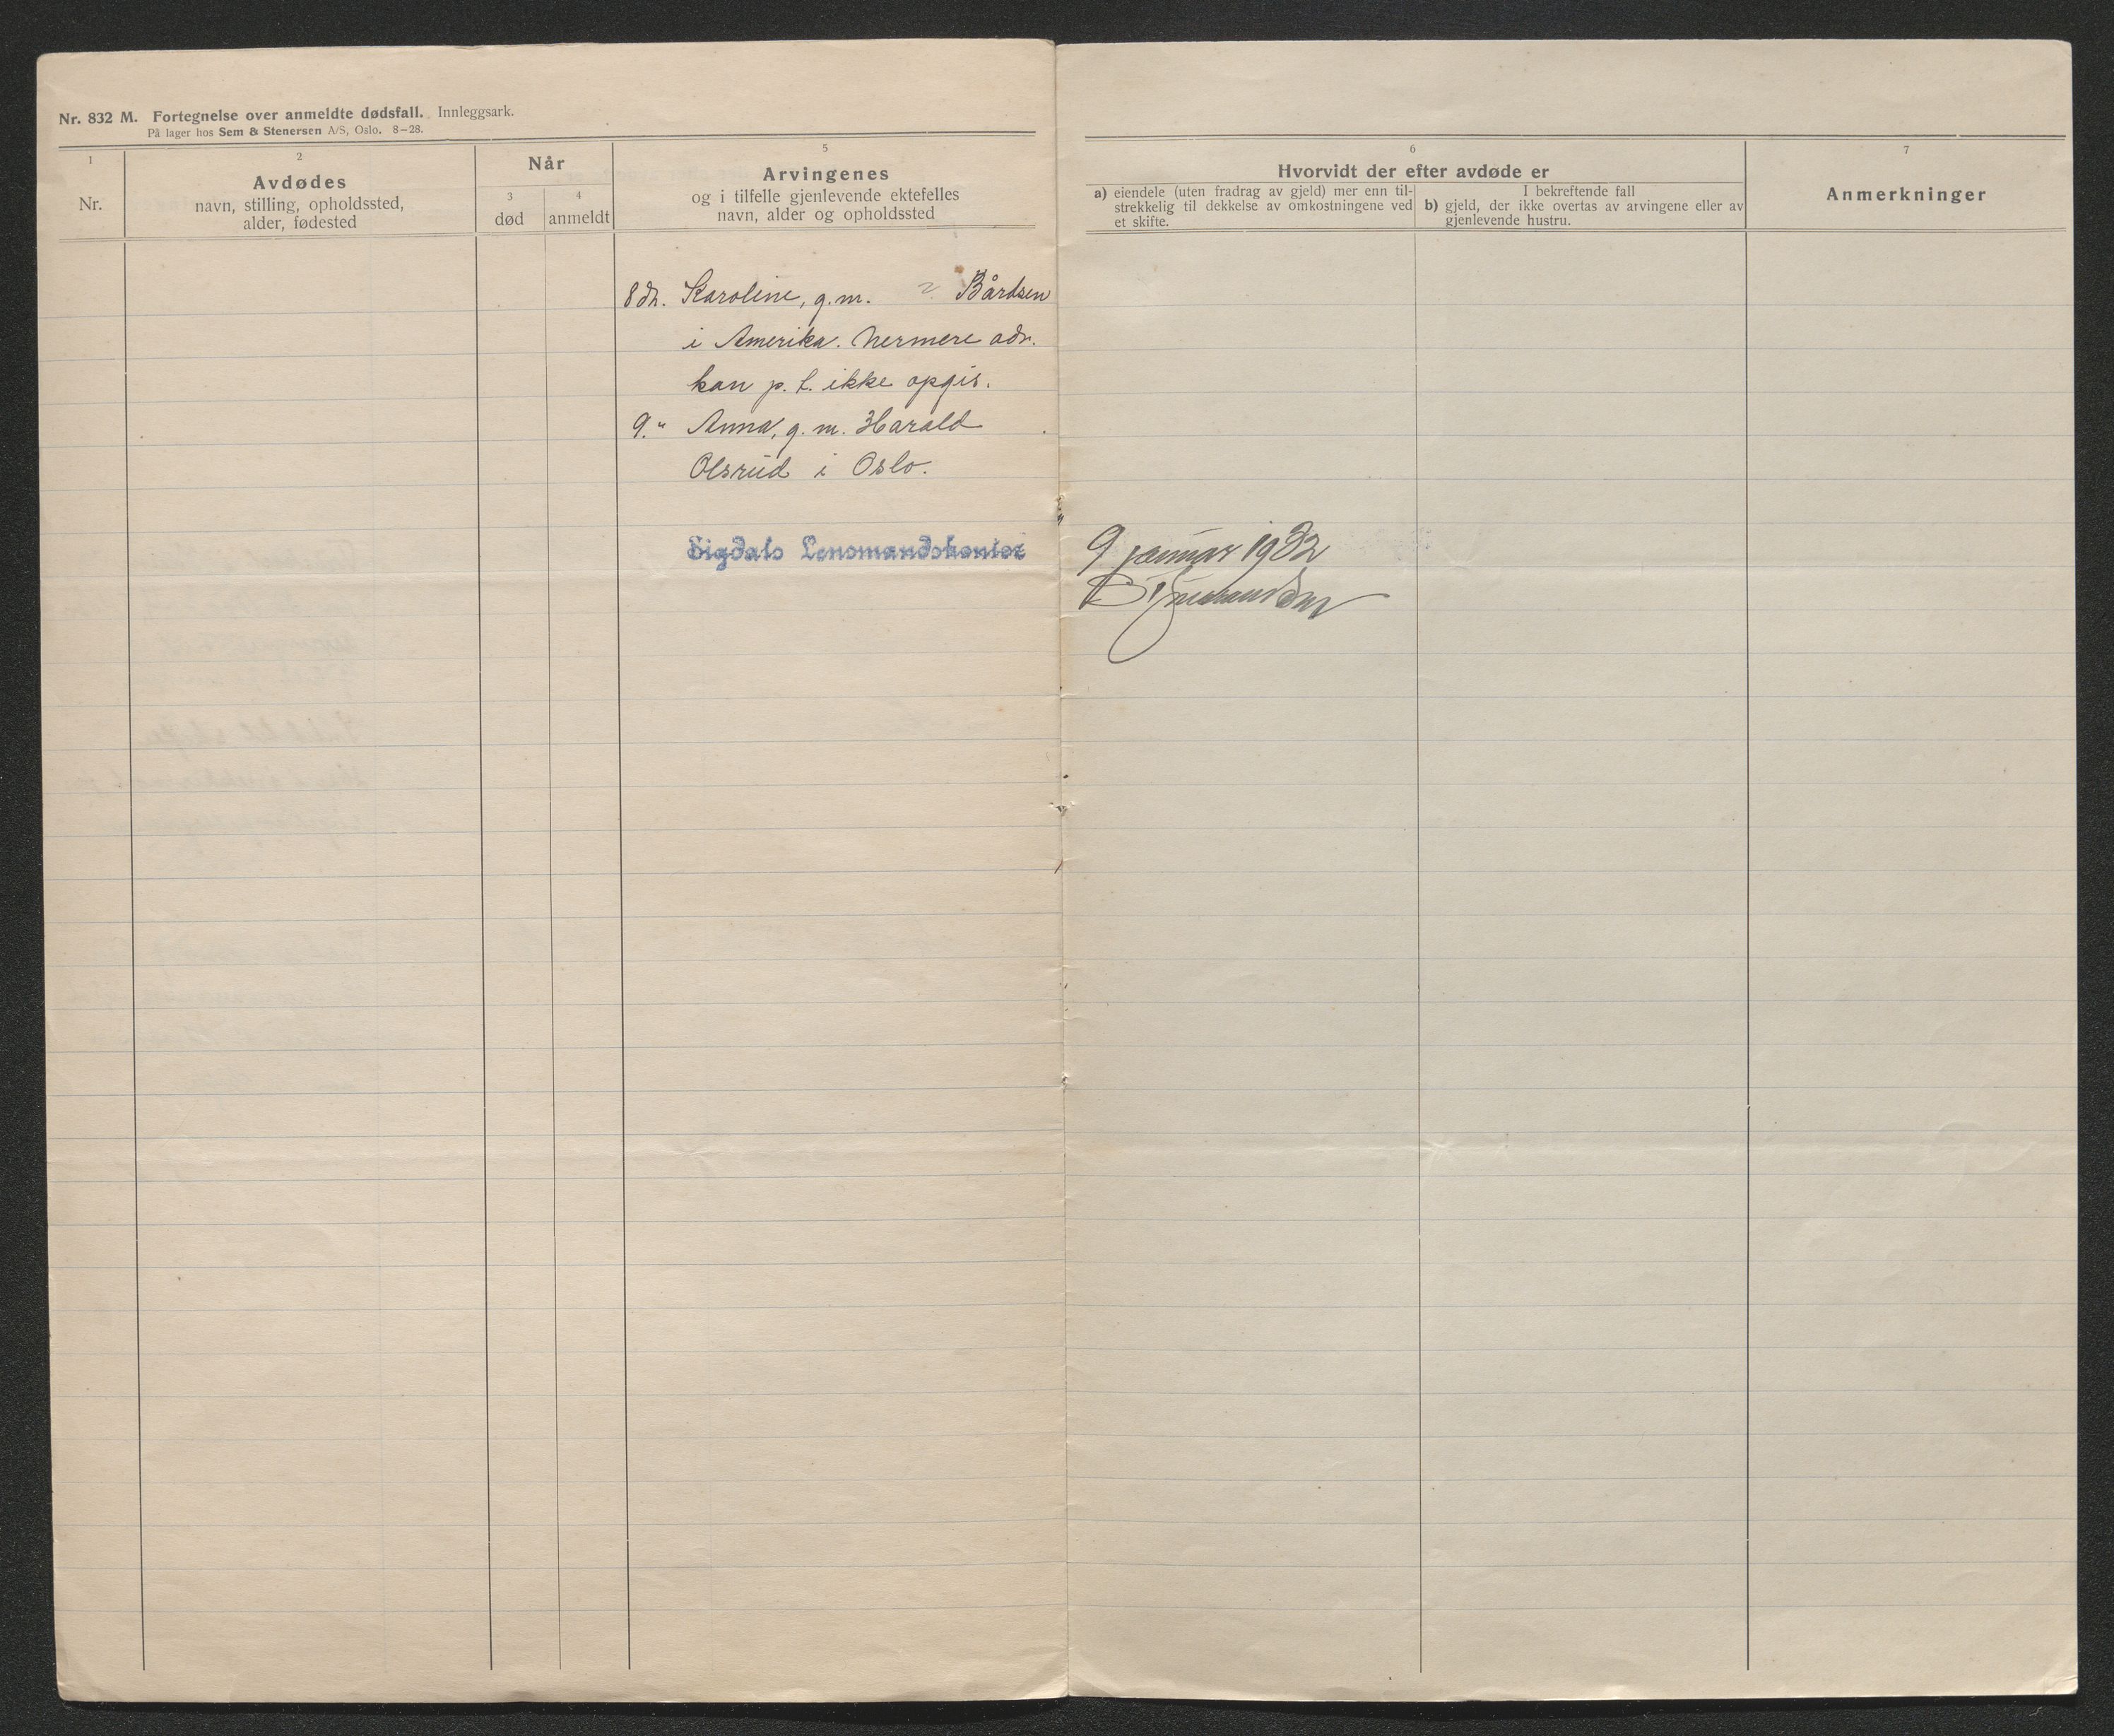 Nr. 832 M. Fortegnelse over anmeldte dødsfall. Innleggsark.
På lager hos Sem & Stenersen A/S, Oslo. 8—28.
1
Nr.
2
Avdødes
navn, stilling, opholdssted,
alder, fødested
Når
3
død
4
anmeldt
5
Arvingenes
og i tilfelle gjenlevende ektefelles
navn, alder og opholdssted
6
Hvorvidt der efter avdøde er
a) eiendele (uten fradrag av gjeld) mer enn til-
strekkelig til dekkelse av omkostningene ved
et skifte.
I bekreftende fall
b) gjeld, der ikke overtas av arvingene eller av
gjenlevende hustru.
7
Anmerkninger
8 dr. Karoline, g.m. Bårdsen
i Amerika. Nermere adr.
kan p. t. ikke opgis.
9. " Anna, g. m. Harald
Olsrud i Oslo.
Sigdals Lensmandskontor 9 januar 1932